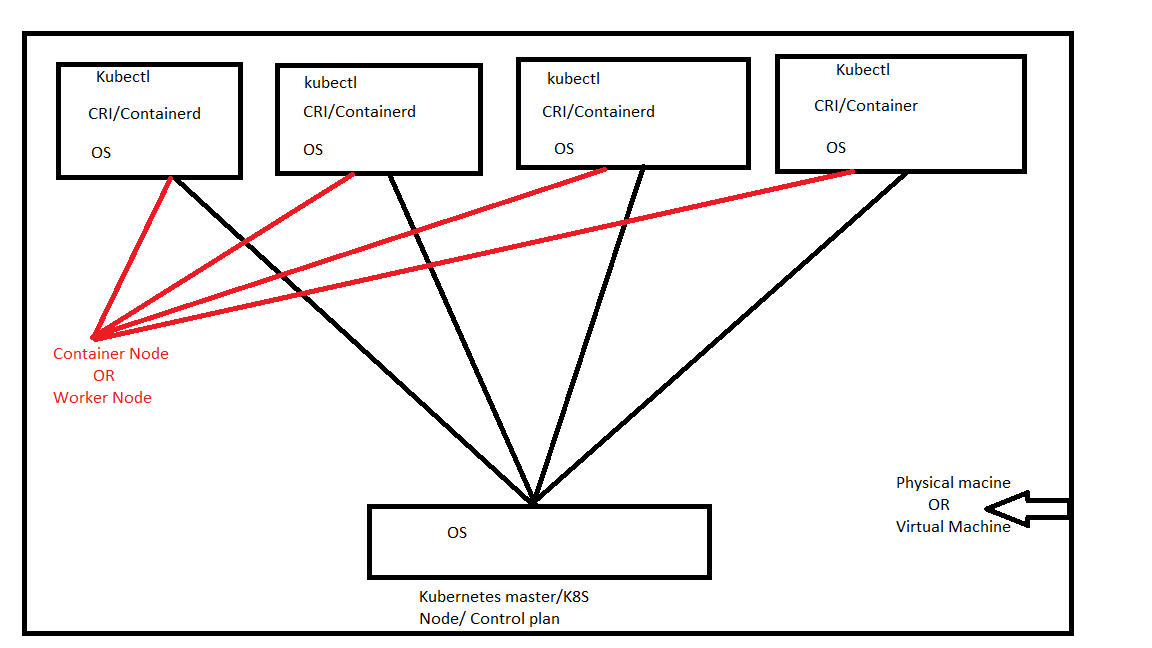 Kubectl
CRI/Containerd
OS
kubectl
CRI/Containerd
OS
kubectl
CRI/Containerd
OS
Kubectl
CRI/Container
OS
Container Node
OR
Worker Node
Physical macine
OR
Virtual Machine
OS
Kubernetes master/K8S
Node/ Control plan